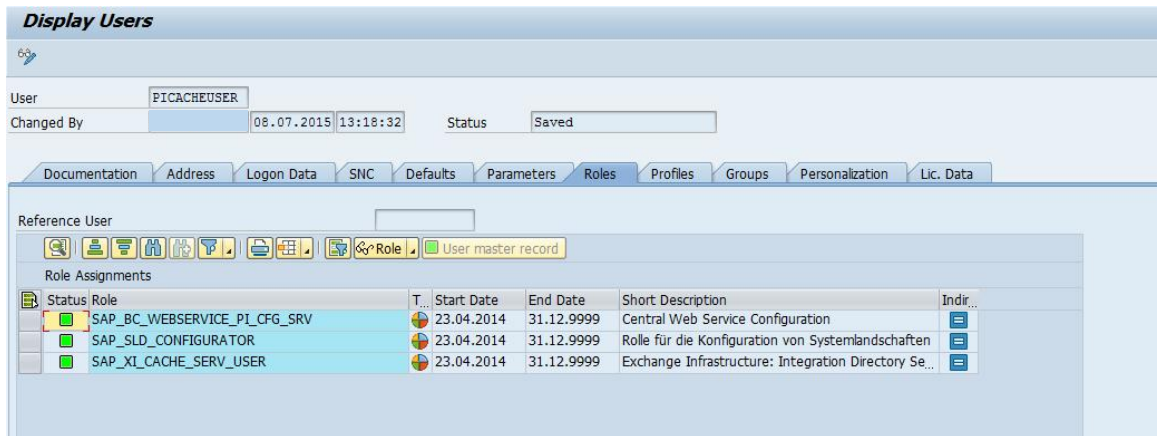 Display Users
User PICACHEUSER
Changed By 08.07.2015 13:18:32 Status Saved
Documentation Address Logon Data SNC Defaults Parameters Roles Profiles Groups Personalization Lic. Data
Reference User
Role User master record
Role Assignments
Status Role T... Start Date End Date Short Description Indir...
SAP_BC_WEBSERVICE_PI_CFG_SRV 23.04.2014 31.12.9999 Central Web Service Configuration
SAP_SLD_CONFIGURATOR 23.04.2014 31.12.9999 Rolle für die Konfiguration von Systemlandschaften
SAP_XI_CACHE_SERV_USER 23.04.2014 31.12.9999 Exchange Infrastructure: Integration Directory Se...